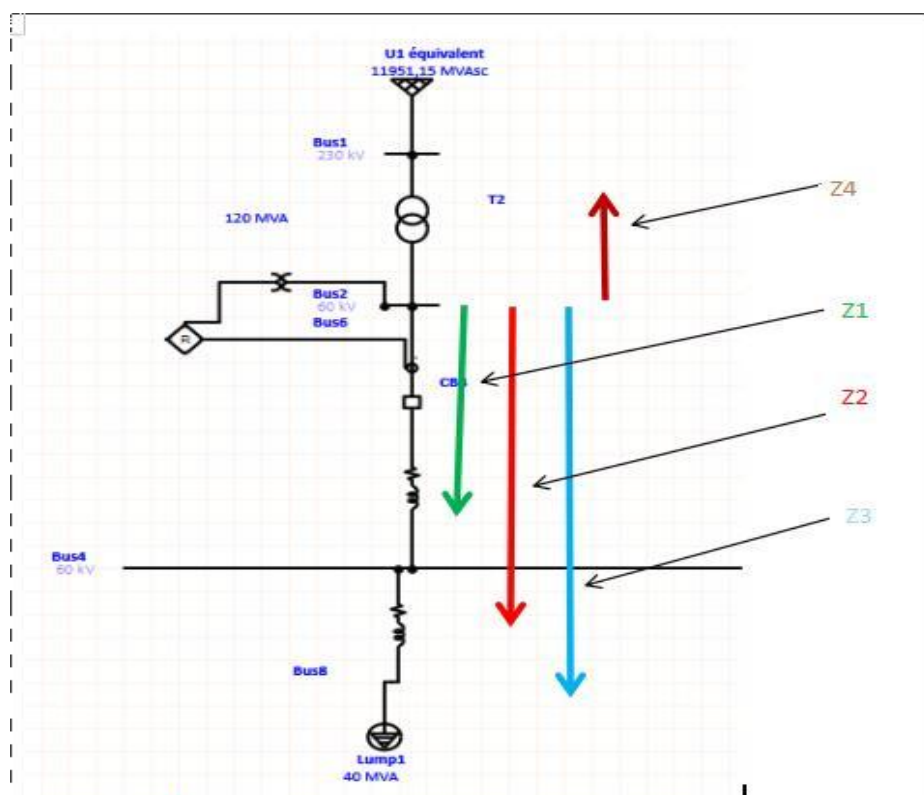 U1 équivalent
11951,15 MVAsc
Bus1
230 kV
T2
120 MVA
Z4
Bus2
60 kV
Bus6
R
Z1
CB4
Z2
Z3
Bus4
60 kV
Bus8
Lump1
40 MVA